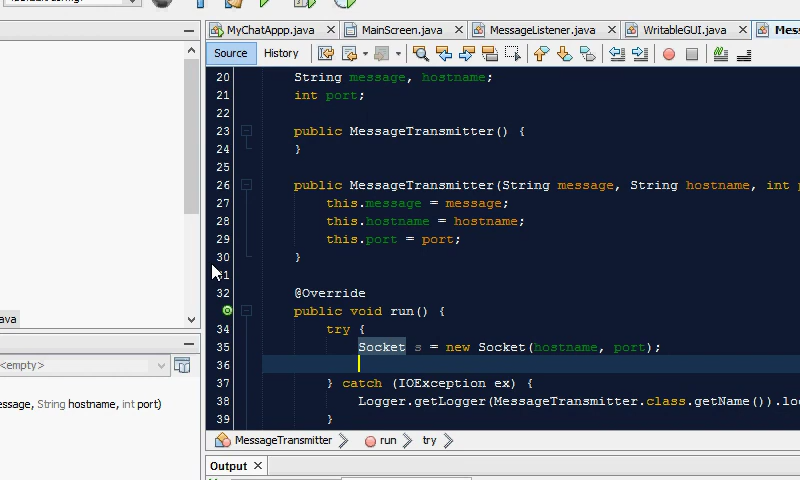 MyChatAppp.java MainScreen.java MessageListener.java WritableGUI.java Mess
Source History
20 String message, hostname;
21 int port;
22
23 public MessageTransmitter() {
24 }
25
26 public MessageTransmitter(String message, String hostname, int p
27 this.message = message;
28 this.hostname = hostname;
29 this.port = port;
30 }
31
32 @Override
public void run() {
34 try {
35 Socket s = new Socket(hostname, port);
36
37 } catch (IOException ex) {
38 Logger.getLogger(MessageTransmitter.class.getName()).lo
39 }
ava
<empty>
essage, String hostname, int port)
MessageTransmitter run try
Output